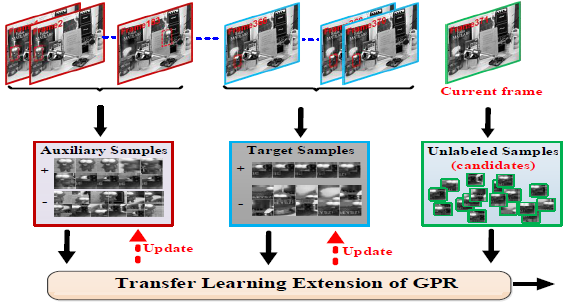 Current frame
Auxiliary Samples
+
-
Target Samples
+
-
Unlabeled Samples
(candidates)
Update
Update
Transfer Learning Extension of GPR